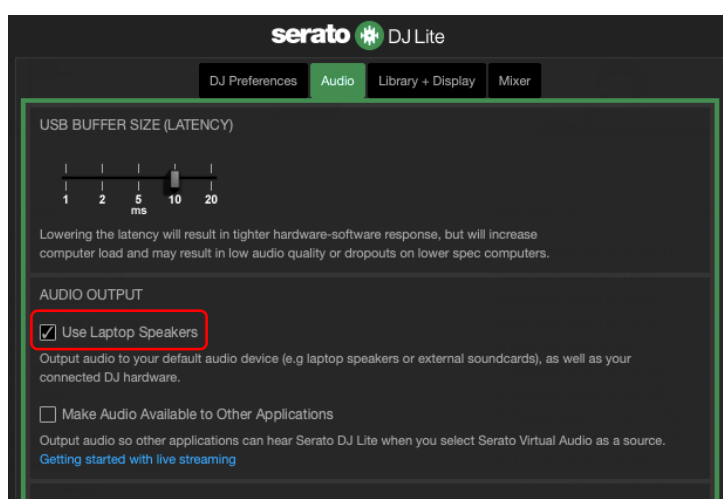 serato DJ Lite
DJ Preferences Audio Library + Display Mixer
USB BUFFER SIZE (LATENCY)
1 2 5 10 20
ms
Lowering the latency will result in tighter hardware-software response, but will increase
computer load and may result in low audio quality or dropouts on lower spec computers.
AUDIO OUTPUT
Use Laptop Speakers
Output audio to your default audio device (e.g laptop speakers or external soundcards), as well as your
connected DJ hardware.
Make Audio Available to Other Applications
Output audio so other applications can hear Serato DJ Lite when you select Serato Virtual Audio as a source.
Getting started with live streaming